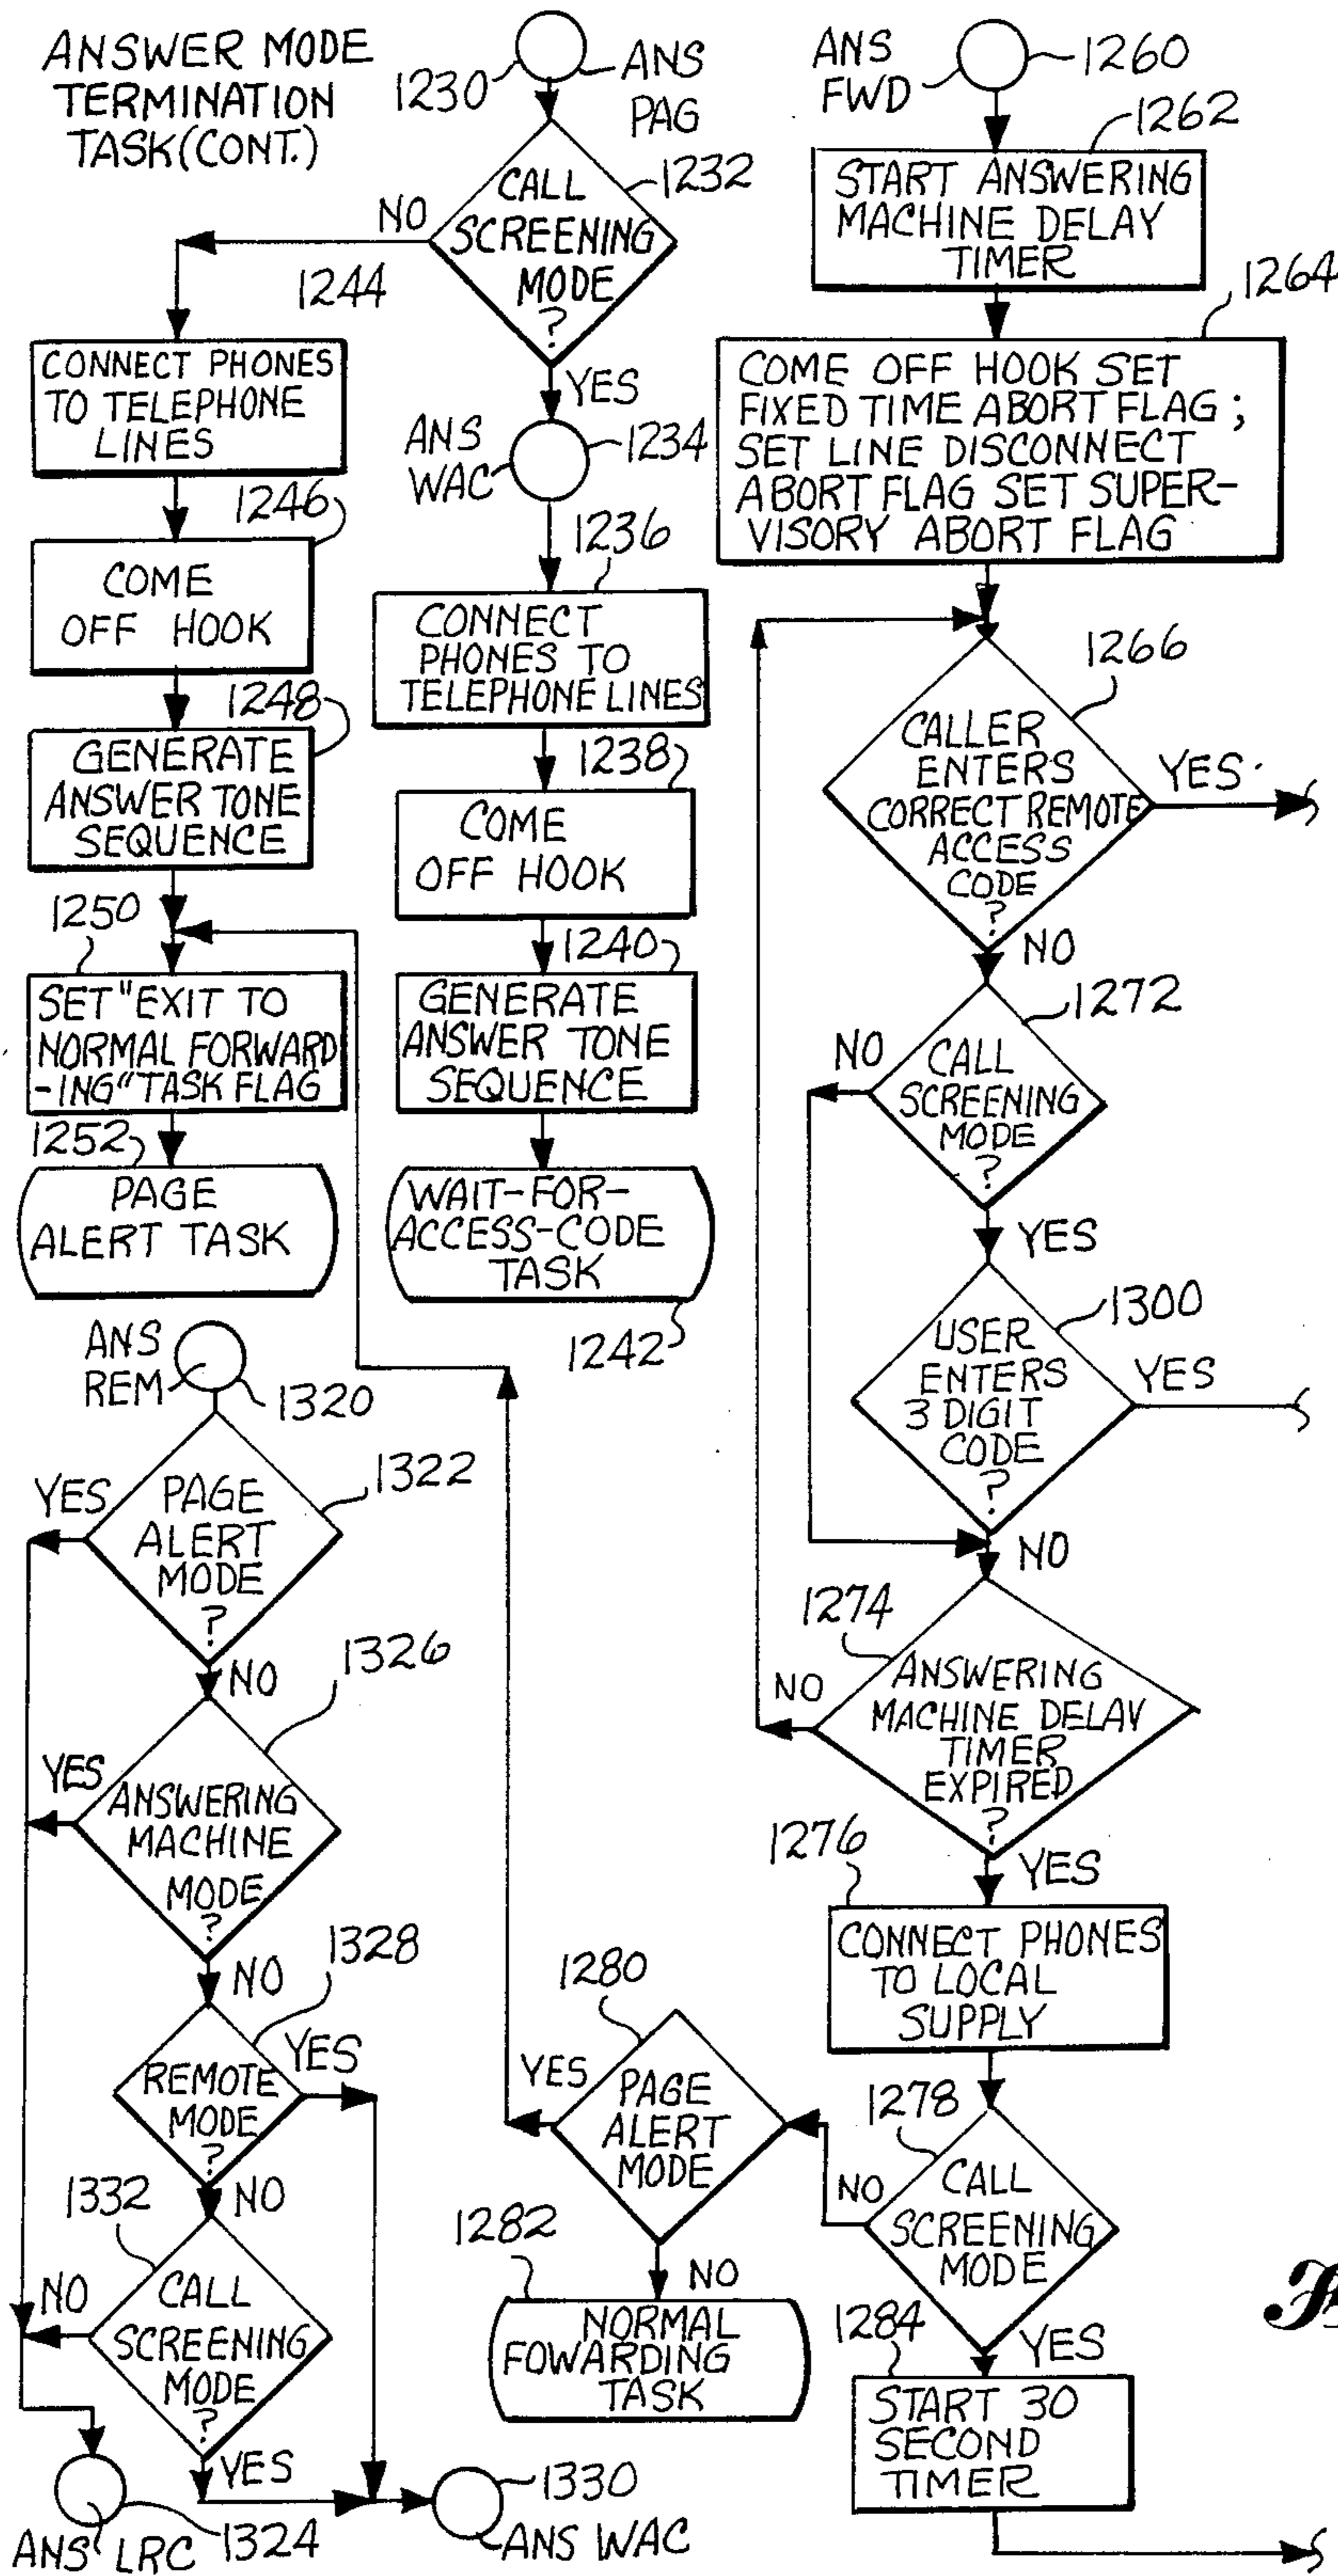 ANSWER MODE
TERMINATION
TASK(CONT.)
1230
ANS
PAG
CALL
SCREENING
MODE
?
1232
NO
1244
YES
CONNECT PHONES
TO TELEPHONE
LINES
1246
COME
OFF HOOK
1248
GENERATE
ANSWER TONE
SEQUENCE
1250
SET "EXIT TO
NORMAL FORWARD
-ING" TASK FLAG
1252
PAGE
ALERT TASK
ANS
WAC
1234
1236
CONNECT
PHONES TO
TELEPHONE LINES
1238
COME
OFF HOOK
1240
GENERATE
ANSWER TONE
SEQUENCE
WAIT-FOR-
ACCESS-CODE
TASK
1242
ANS
FWD
1260
1262
START ANSWERING
MACHINE DELAY
TIMER
1264
COME OFF HOOK SET
FIXED TIME ABORT FLAG;
SET LINE DISCONNECT
ABORT FLAG SET SUPER-
VISORY ABORT FLAG
1266
CALLER
ENTERS
CORRECT REMOTE
ACCESS
CODE
?
YES
NO
1272
NO
CALL
SCREENING
MODE
?
YES
1300
USER
ENTERS
3 DIGIT
CODE
?
YES
NO
1274
ANSWERING
MACHINE DELAY
TIMER
EXPIRED
?
NO
YES
1276
CONNECT PHONES
TO LOCAL
SUPPLY
1278
CALL
SCREENING
MODE
NO
YES
1280
PAGE
ALERT
MODE
YES
NO
1282
NORMAL
FOWARDING
TASK
1284
START 30
SECOND
TIMER
ANS
REM
1320
1322
YES
PAGE
ALERT
MODE
?
NO
1326
YES
ANSWERING
MACHINE
MODE
?
NO
1328
REMOTE
MODE
?
YES
NO
1332
CALL
SCREENING
MODE
?
NO
YES
ANS LRC
1324
1330
ANS WAC